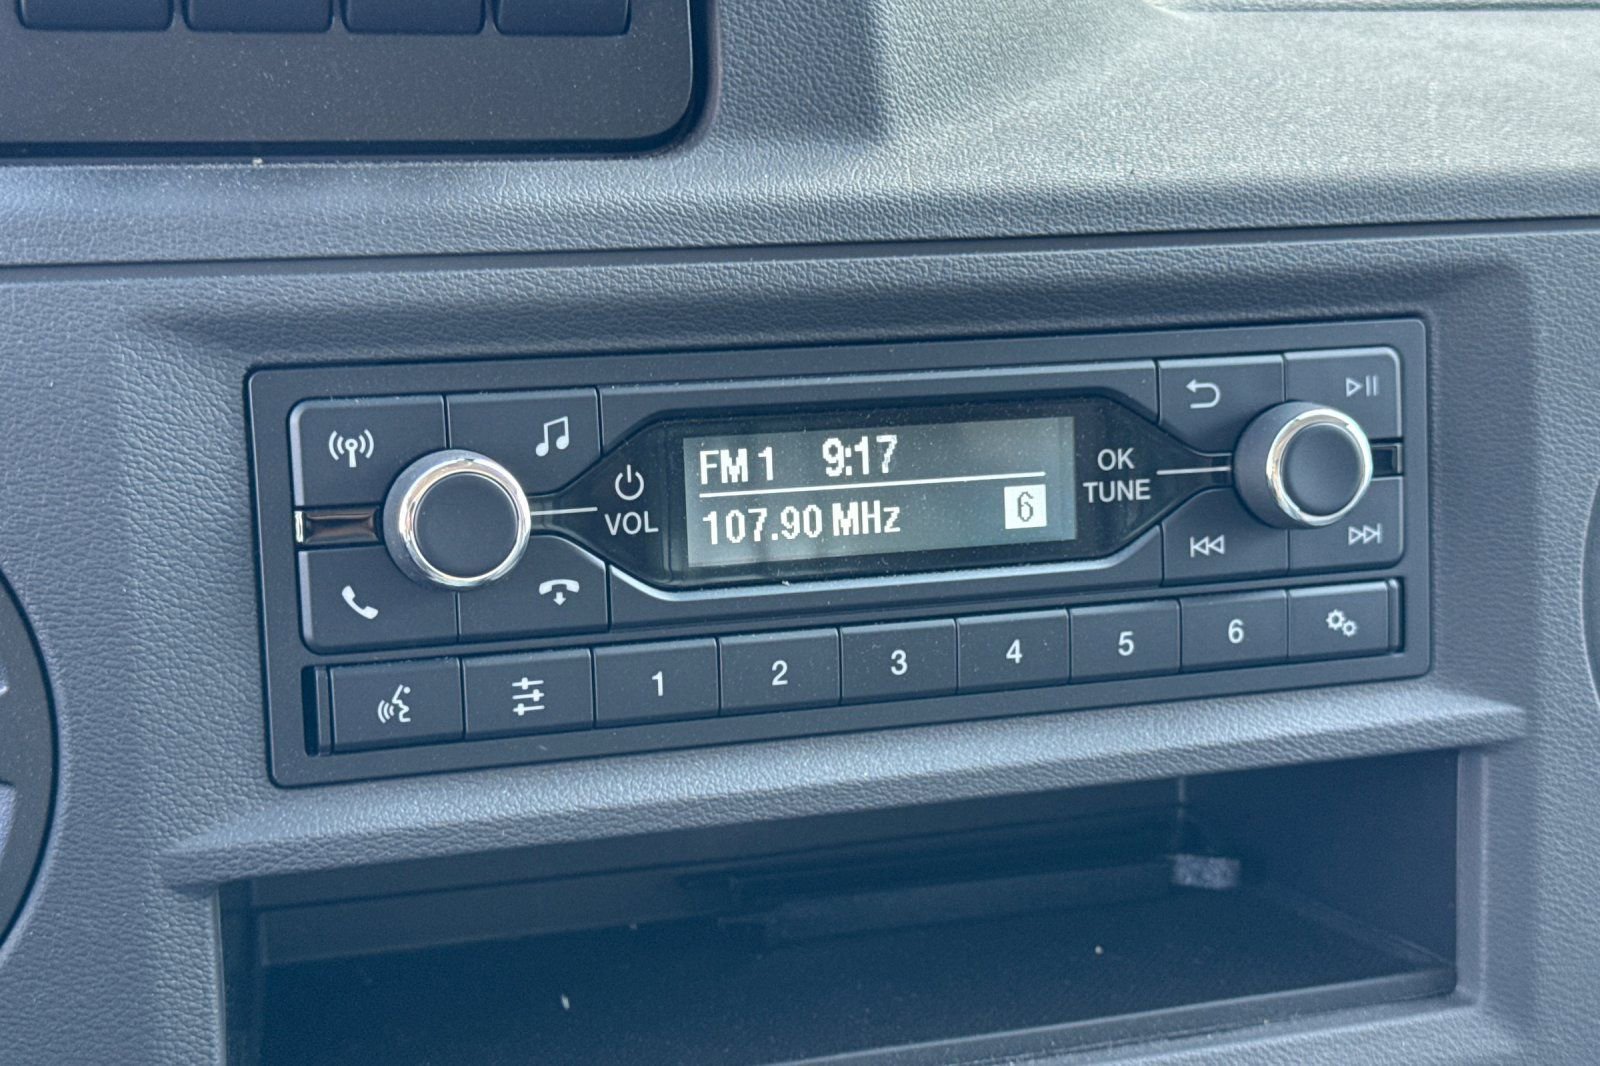 FM 1 9:17
107.90 MHz 6
VOL
OK
TUNE
1 2 3 4 5 6